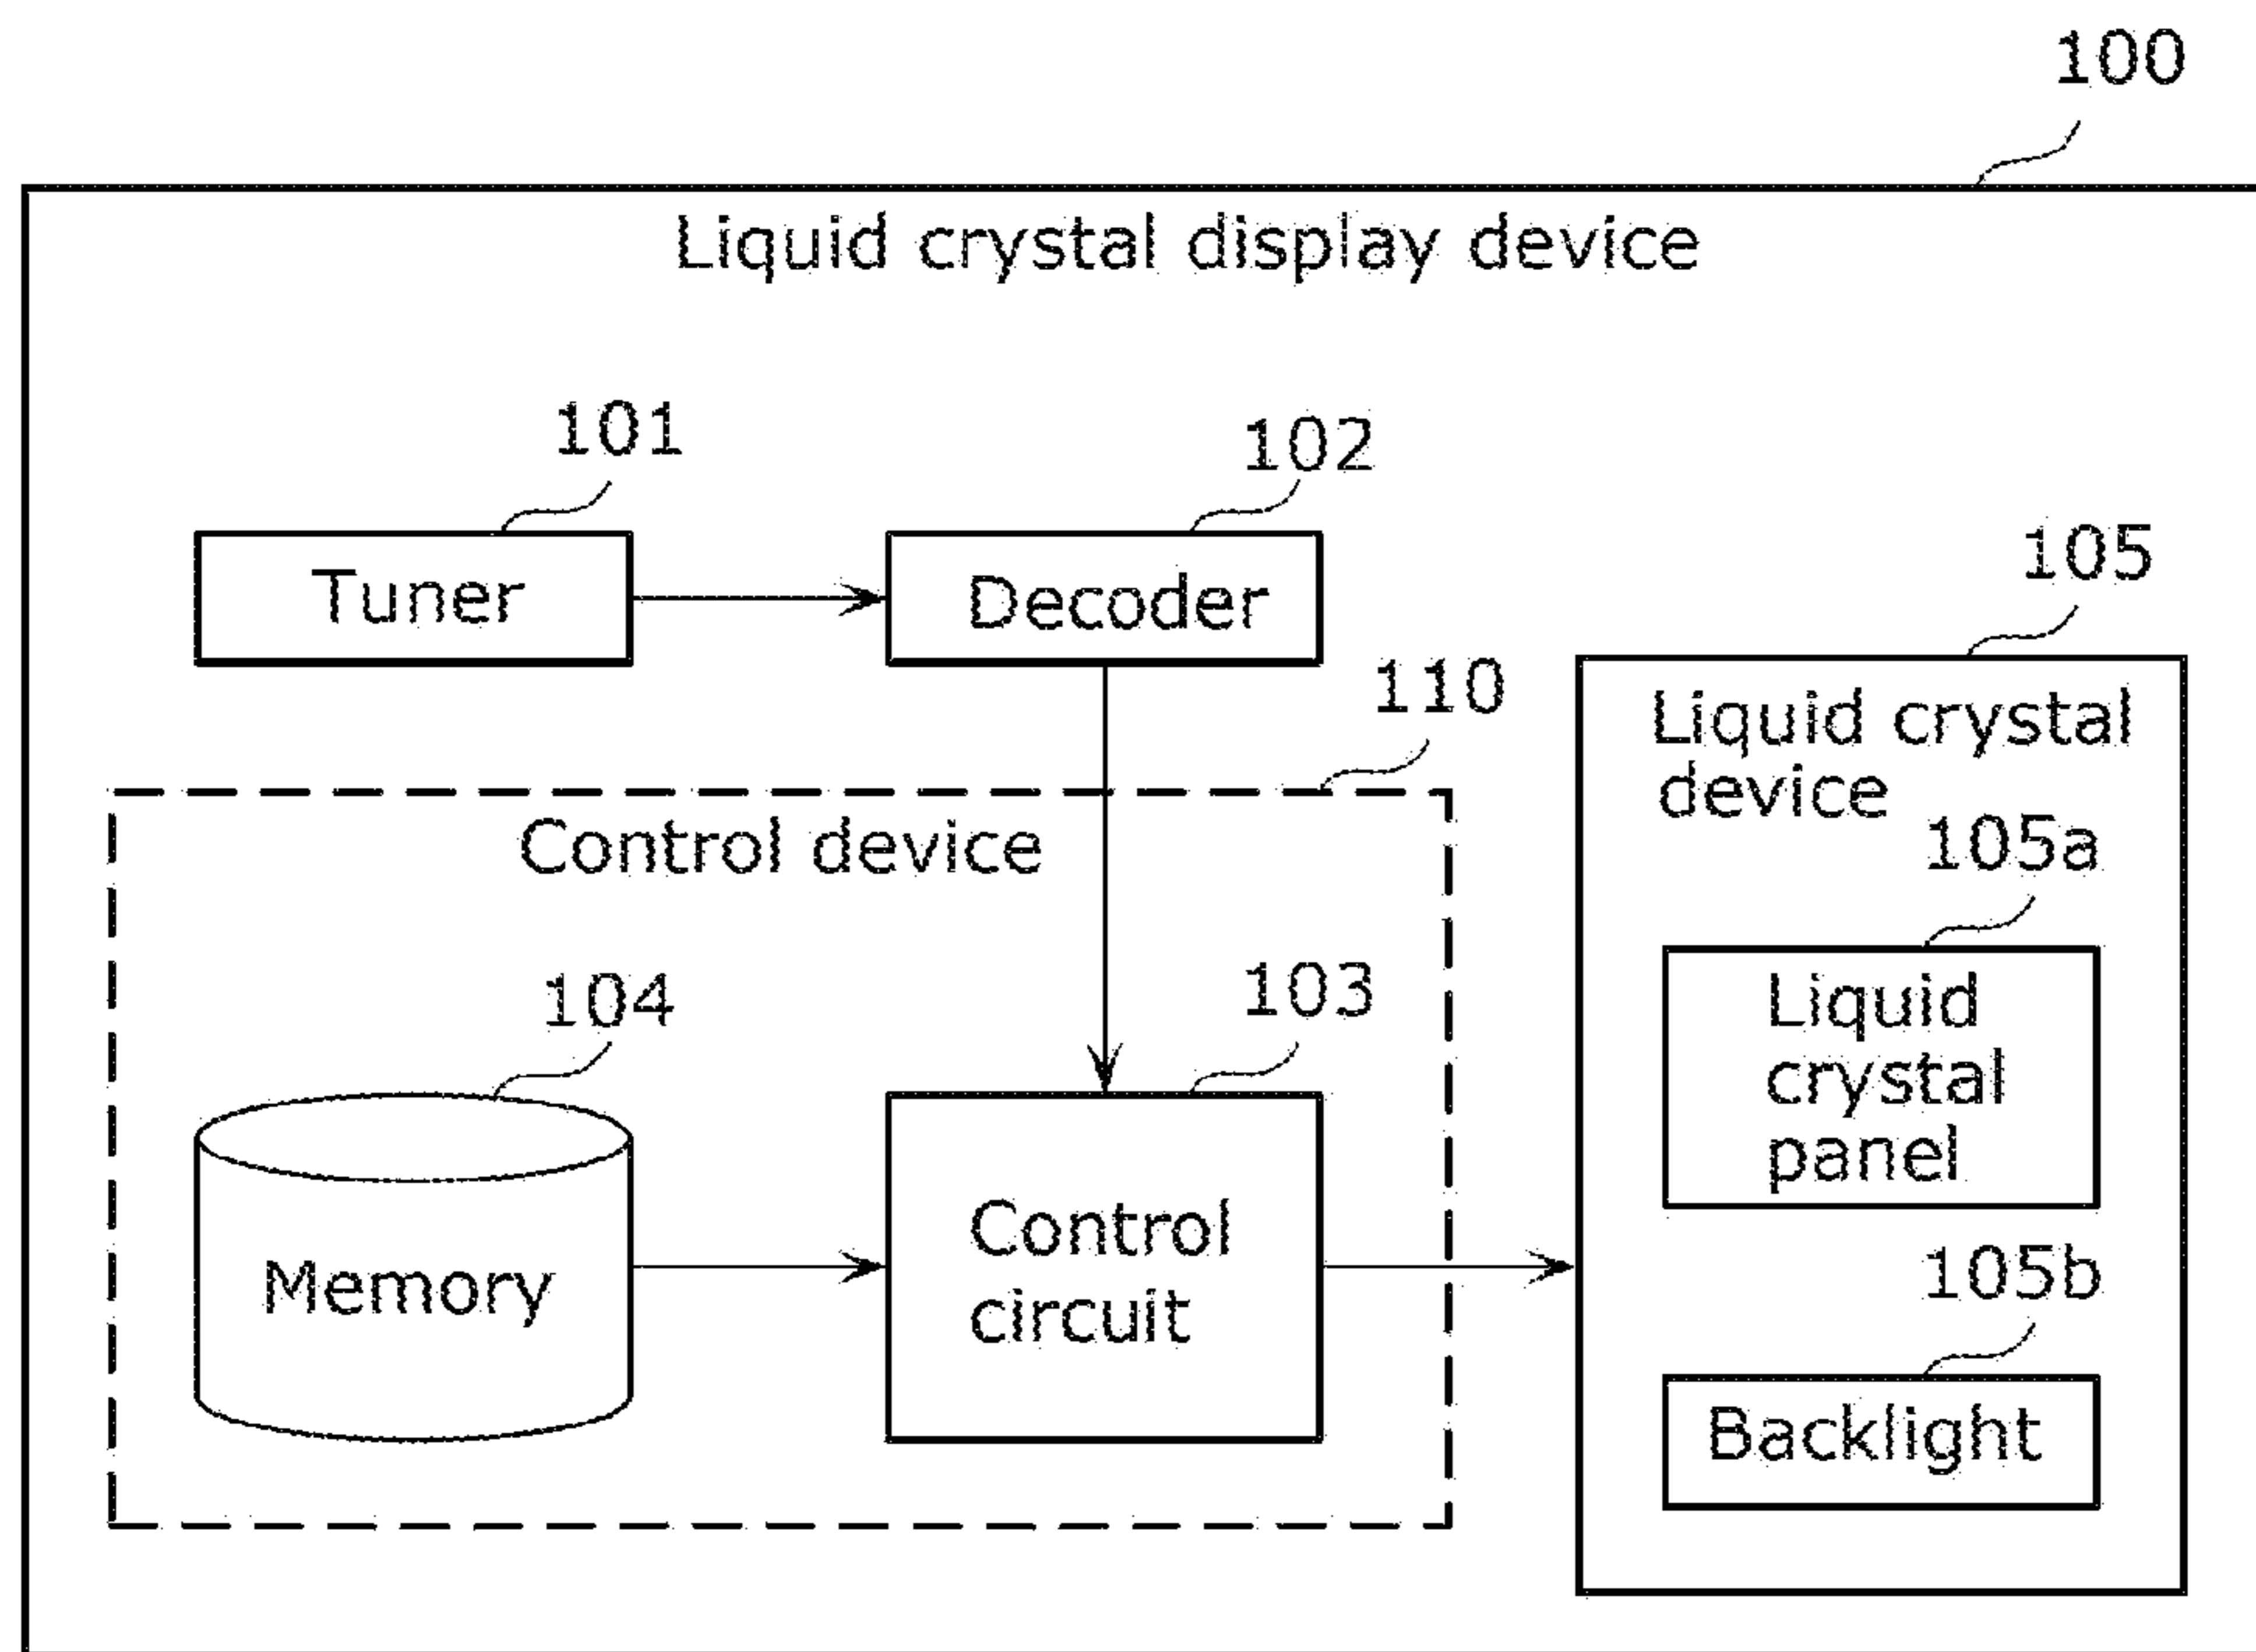 100
Liquid crystal display device
101
102
105
Tuner
Decoder
110
Liquid crystal
device
Control device
105a
104
103
Liquid
crystal
panel
Memory
Control
circuit
105b
Backlight